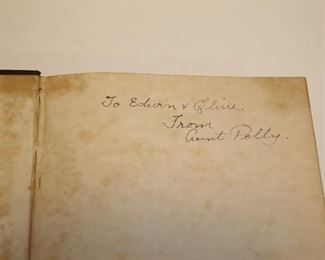 To Edwin & Olive.
From
Aunt Polly.